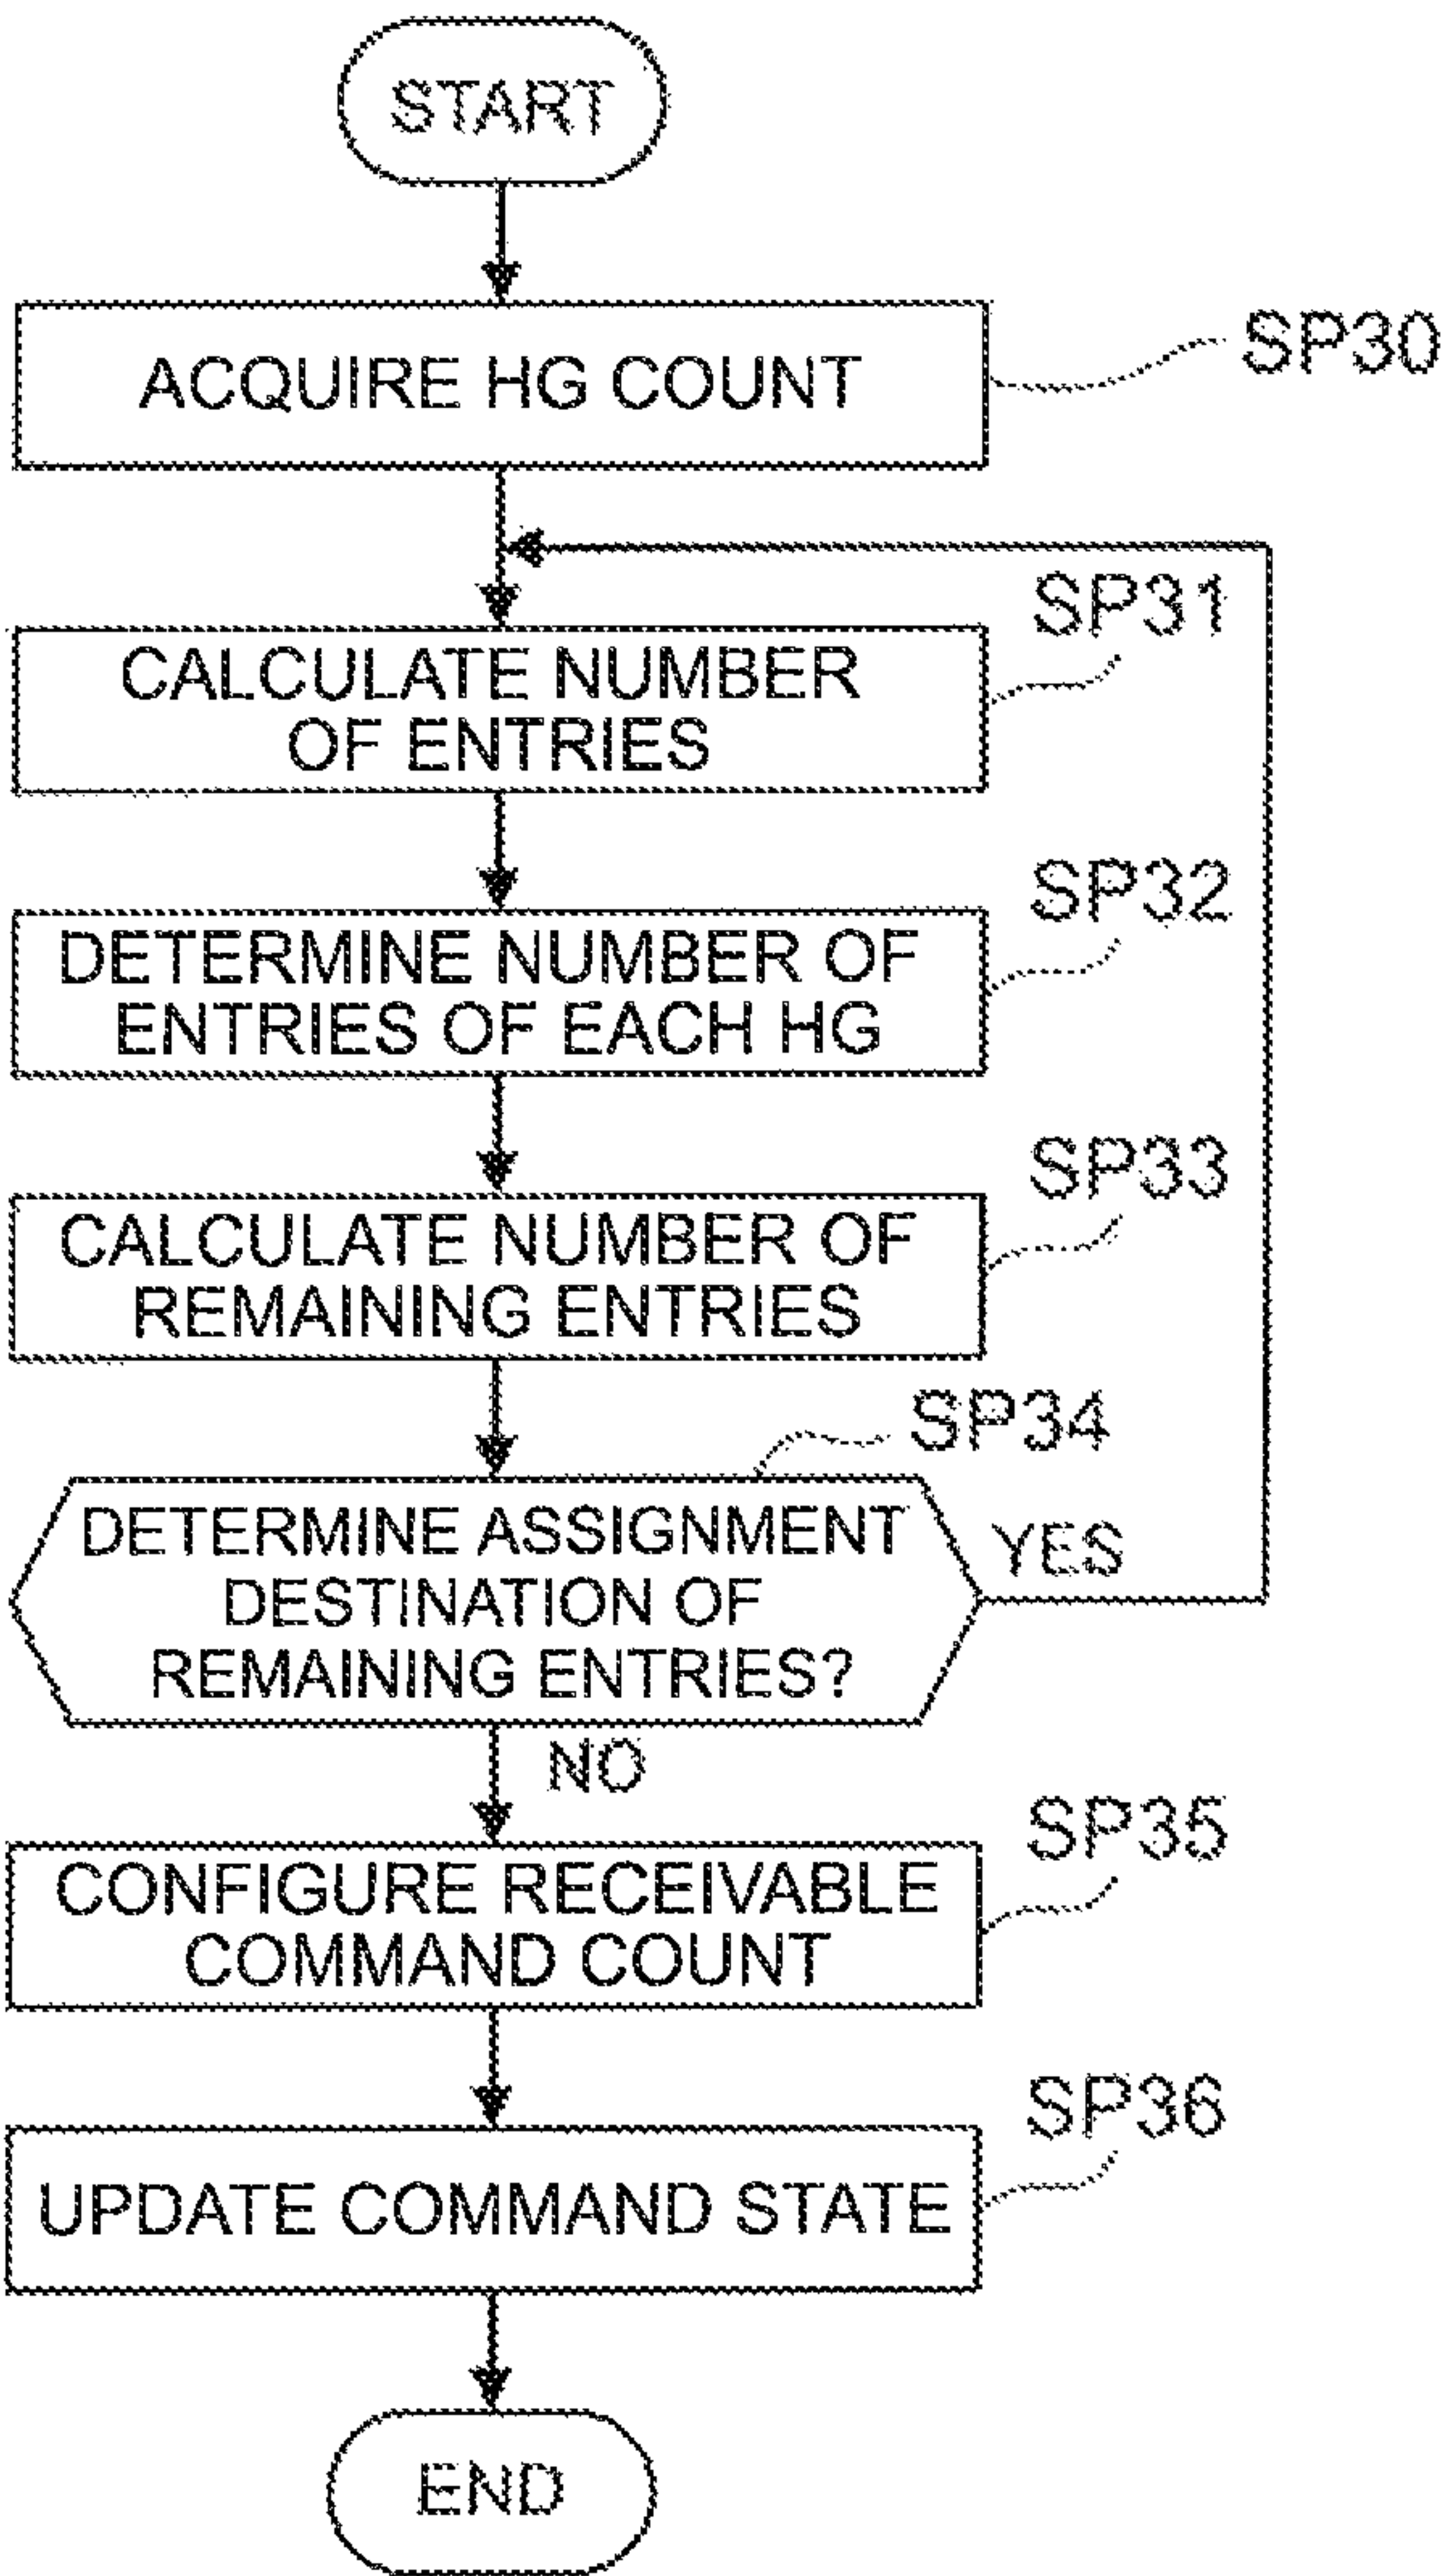 START
ACQUIRE HG COUNT
SP30
SP31
CALCULATE NUMBER
OF ENTRIES
SP32
DETERMINE NUMBER OF
ENTRIES OF EACH HG
SP33
CALCULATE NUMBER OF
REMAINING ENTRIES
SP34
DETERMINE ASSIGNMENT
DESTINATION OF
REMAINING ENTRIES?
YES
NO
SP35
CONFIGURE RECEIVABLE
COMMAND COUNT
SP36
UPDATE COMMAND STATE
END